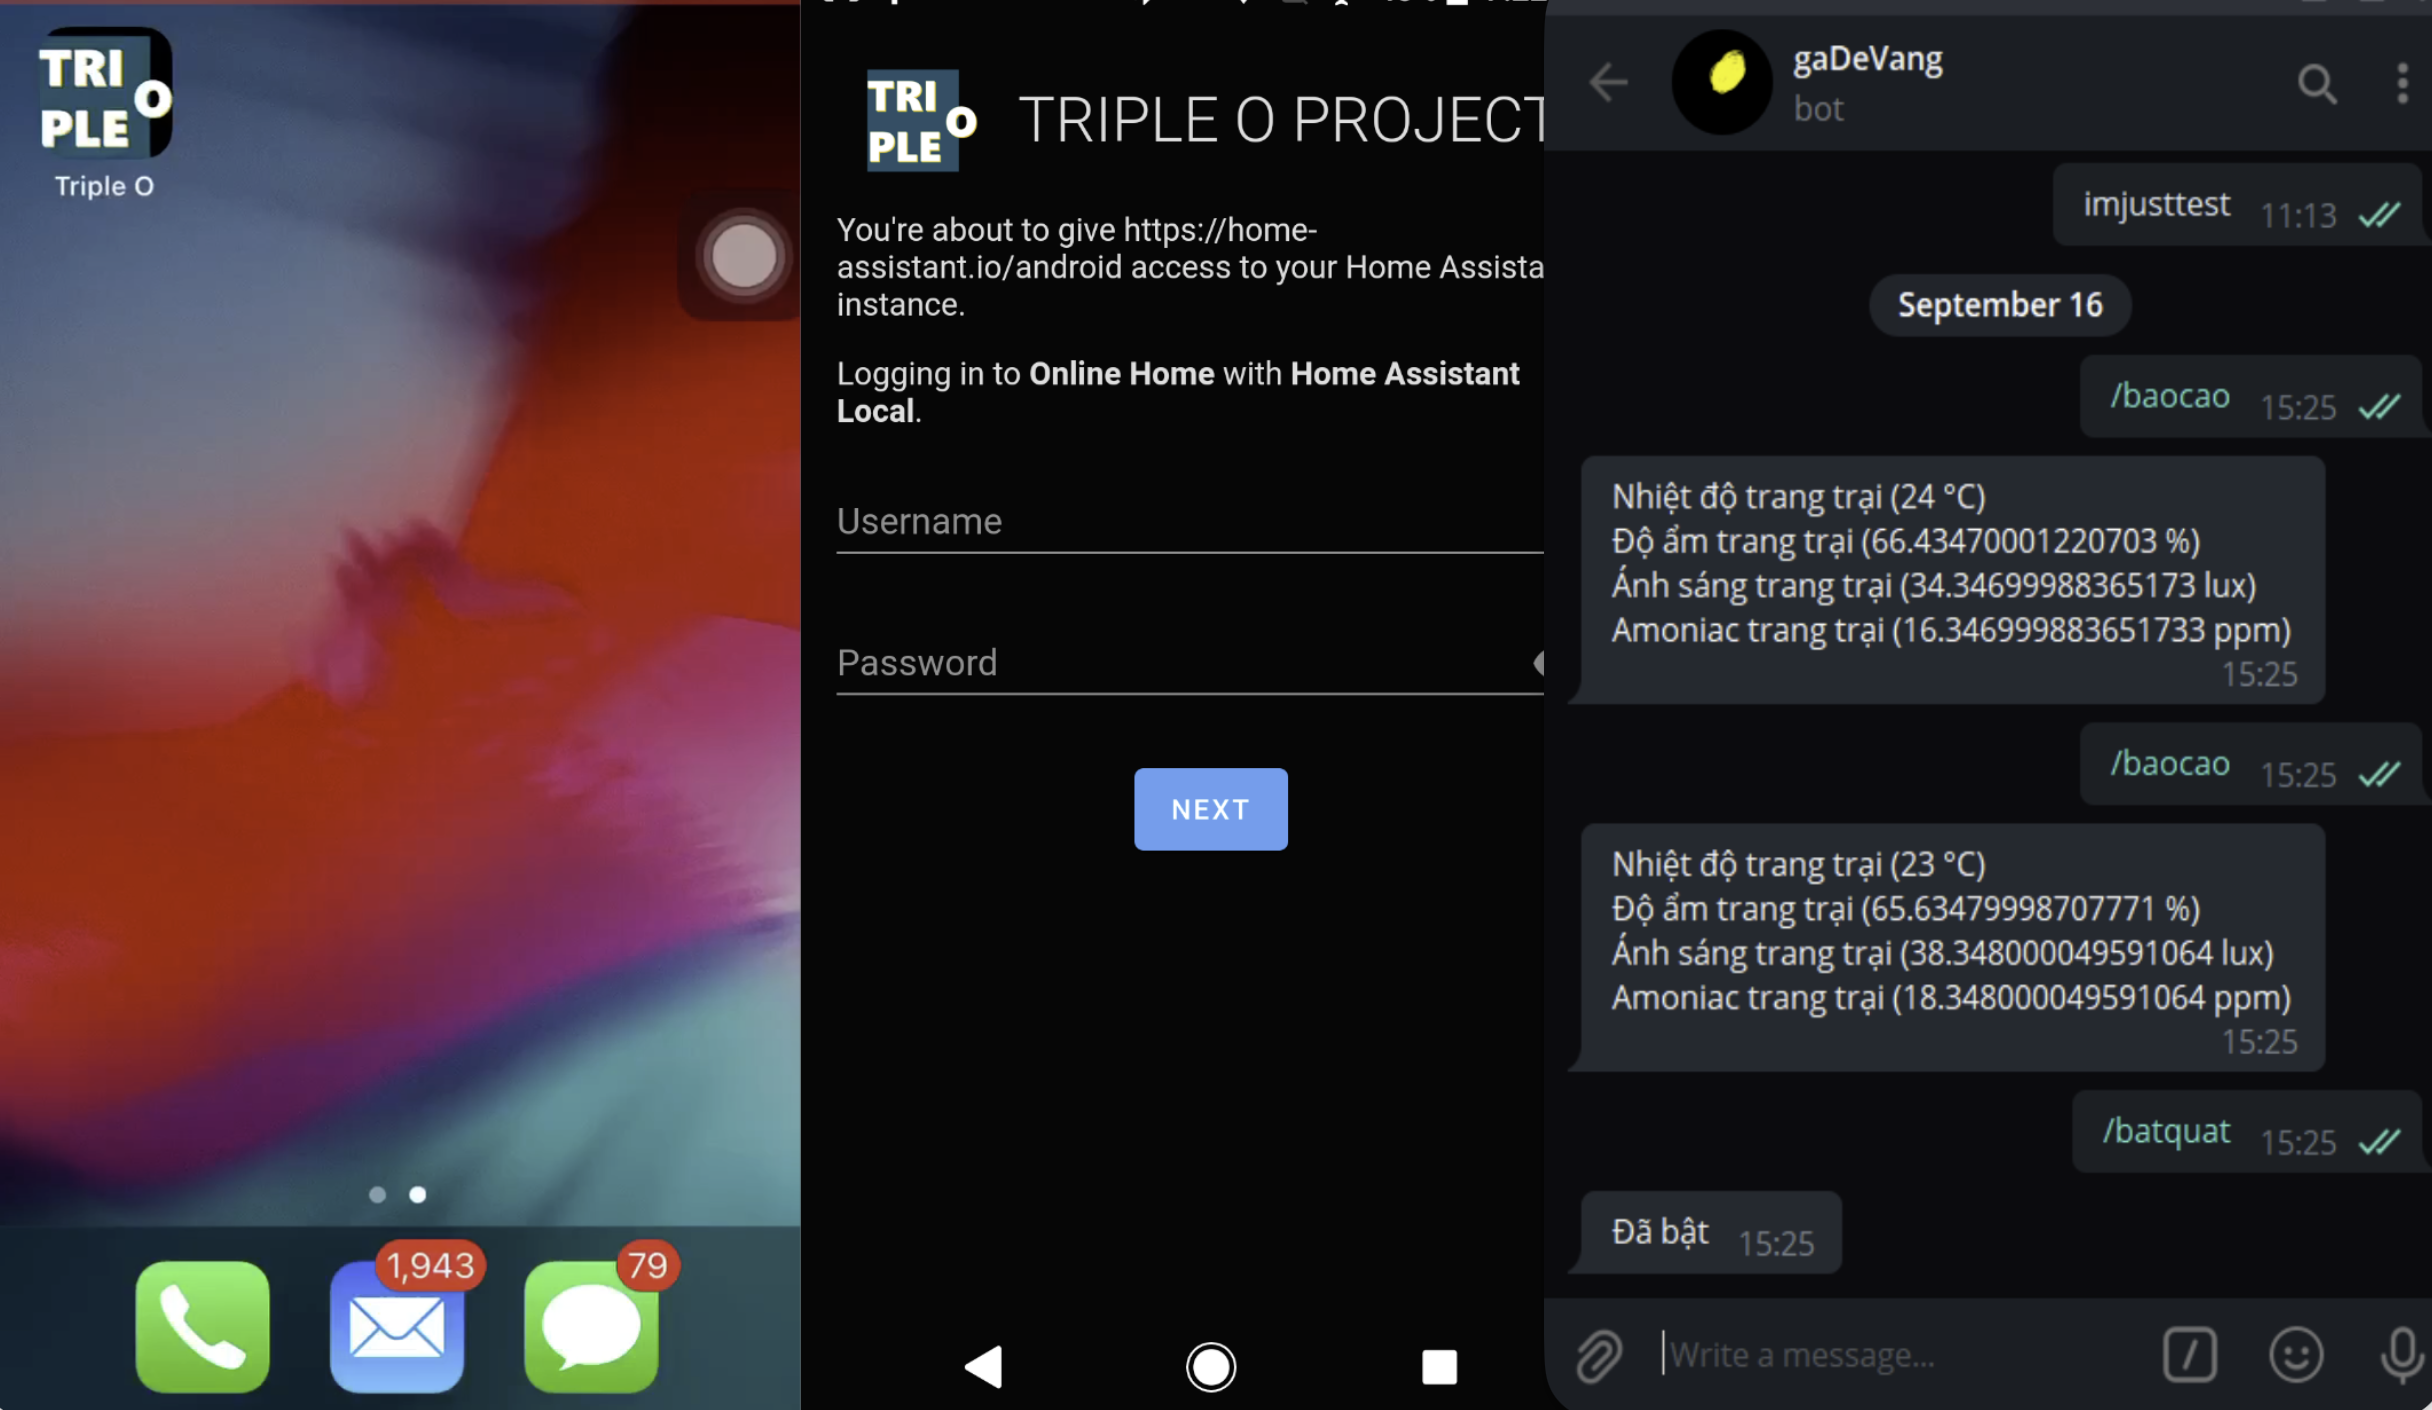 TRI
O
PLE
Triple O
1,943
79
TRI
O
PLE
TRIPLE O PROJECT
You're about to give https://home-
assistant.io/android access to your Home Assista
instance.
Logging in to Online Home with Home Assistant
Local.
Username
Password
NEXT
gaDeVang
bot
imjusttest 11:13
September 16
/baocao 15:25
Nhiệt độ trang trại (24 °C)
Độ ẩm trang trại (66.43470001220703 %)
Ánh sáng trang trại (34.34699988365173 lux)
Amoniac trang trại (16.346999883651733 ppm)
15:25
/baocao 15:25
Nhiệt độ trang trại (23 °C)
Độ ẩm trang trại (65.63479998707771 %)
Ánh sáng trang trại (38.348000049591064 lux)
Amoniac trang trại (18.348000049591064 ppm)
15:25
/batquat 15:25
Đã bật 15:25
Write a message...